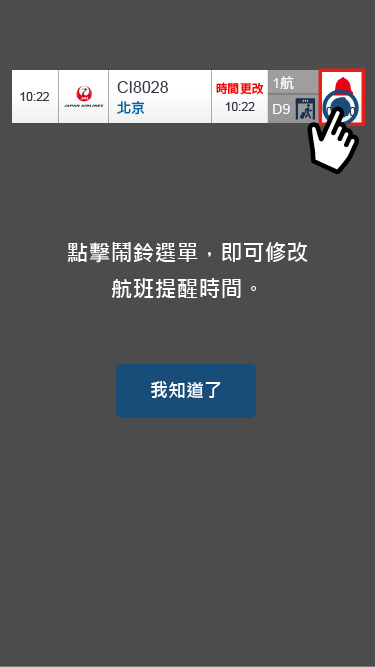 10:22
JAPAN AIRLINES
CI8028
北京
時間更改
10:22
1航
D9
點擊鬧鈴選單，即可修改
航班提醒時間。
我知道了